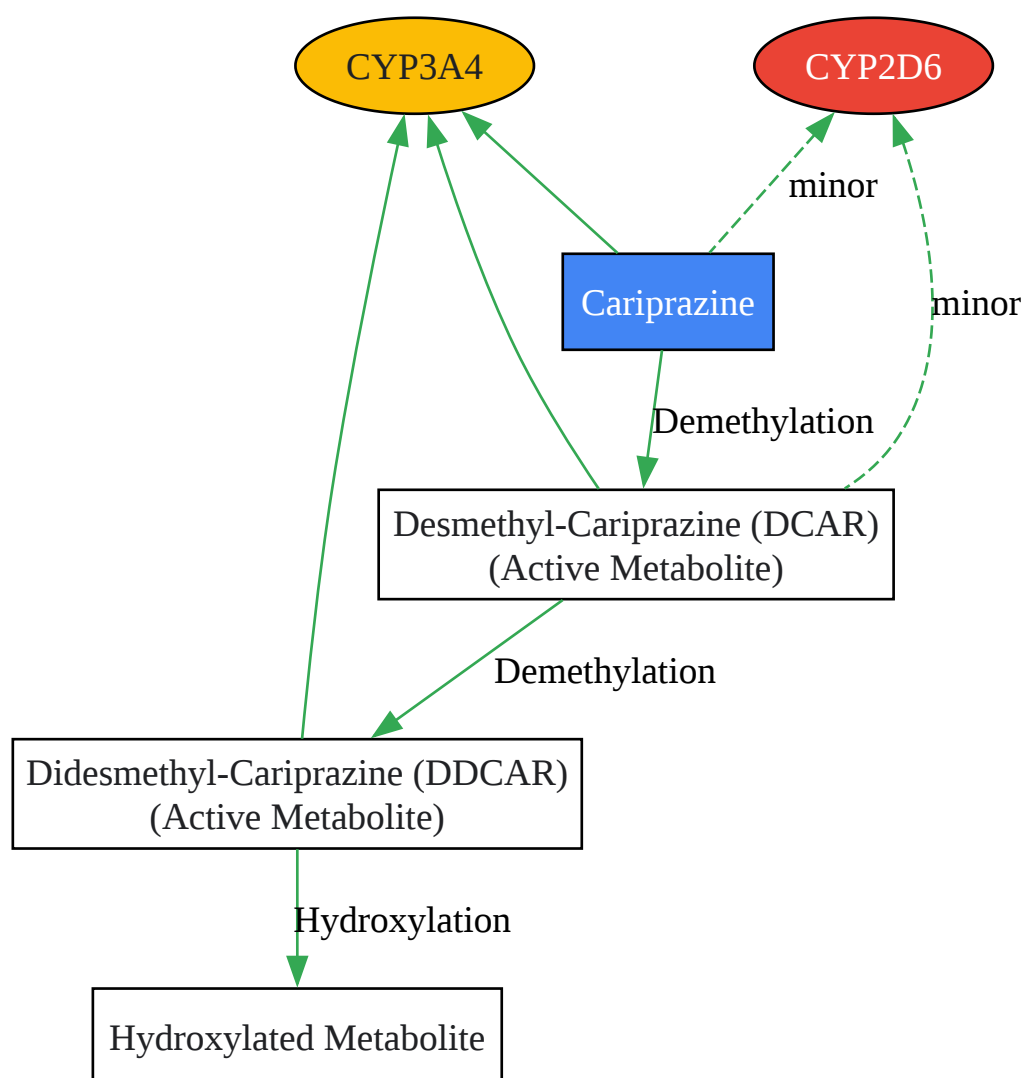 CYP3A4
CYP2D6
minor
Cariprazine
minor
Demethylation
Desmethyl-Cariprazine (DCAR)
(Active Metabolite)
Demethylation
Didesmethyl-Cariprazine (DDCAR)
(Active Metabolite)
Hydroxylation
Hydroxylated Metabolite